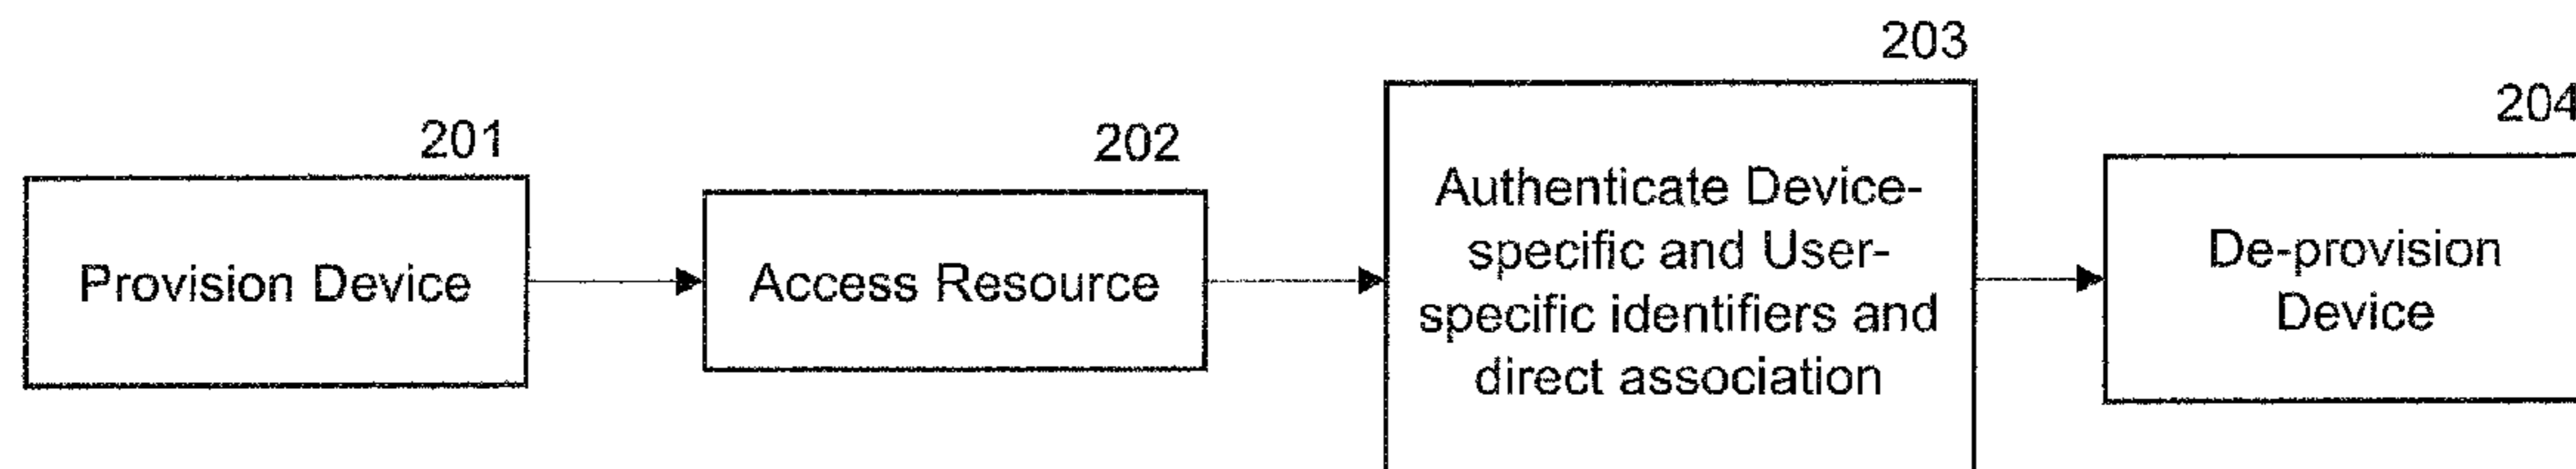 201
Provision Device
202
Access Resource
203
Authenticate Device-
specific and User-
specific identifiers and
direct association
204
De-provision
Device